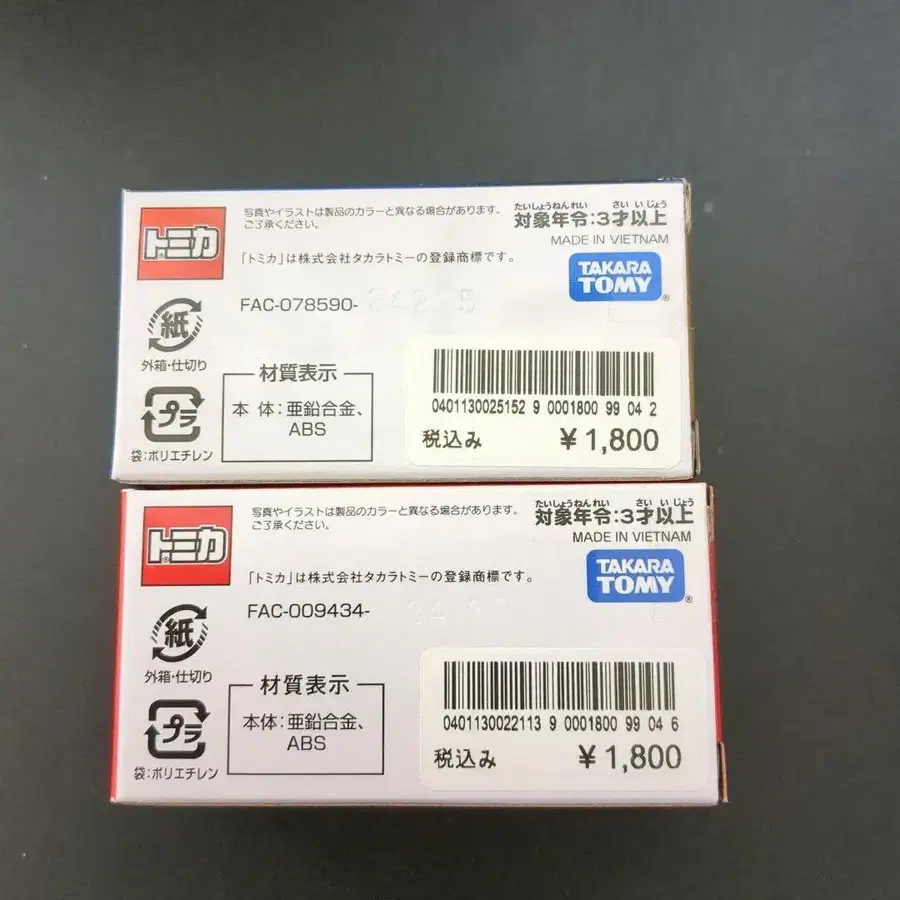 トミカ®
写真やイラストは製品のカラーと異なる場合があります。
ご了承ください。
たいしょうねんれい さい いじょう
対象年令:3才以上
MADE IN VIETNAM
「トミカ」は株式会社タカラトミーの登録商標です。
TAKARA
TOMY®
FAC-078590-
紙
外箱・仕切り
プラ
袋:ポリエチレン
材質表示
本 体:亜鉛合金、
ABS
0401130025152 9 0001800 99 04 2
税込み ¥1,800
トミカ®
写真やイラストは製品のカラーと異なる場合があります。
ご了承ください。
たいしょうねんれい さい いじょう
対象年令:3才以上
MADE IN VIETNAM
「トミカ」は株式会社タカラトミーの登録商標です。
TAKARA
TOMY®
FAC-009434-
紙
外箱・仕切り
プラ
袋:ポリエチレン
材質表示
本体:亜鉛合金、
ABS
0401130022113 9 0001800 99 04 6
税込み ¥1,800